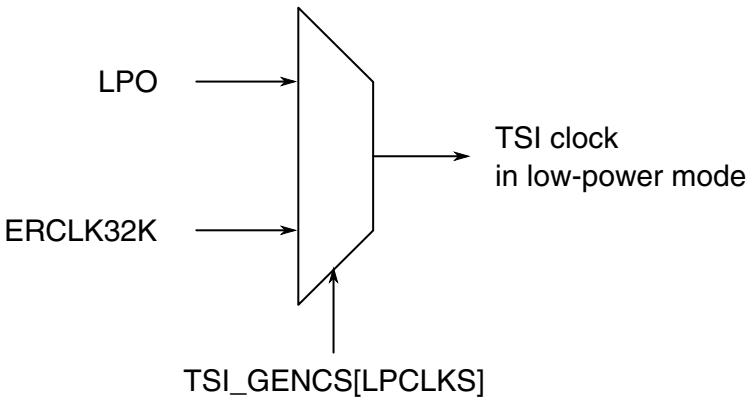 LPO
TSI clock
in low-power mode
ERCLK32K
TSI_GENCS[LPCLKS]